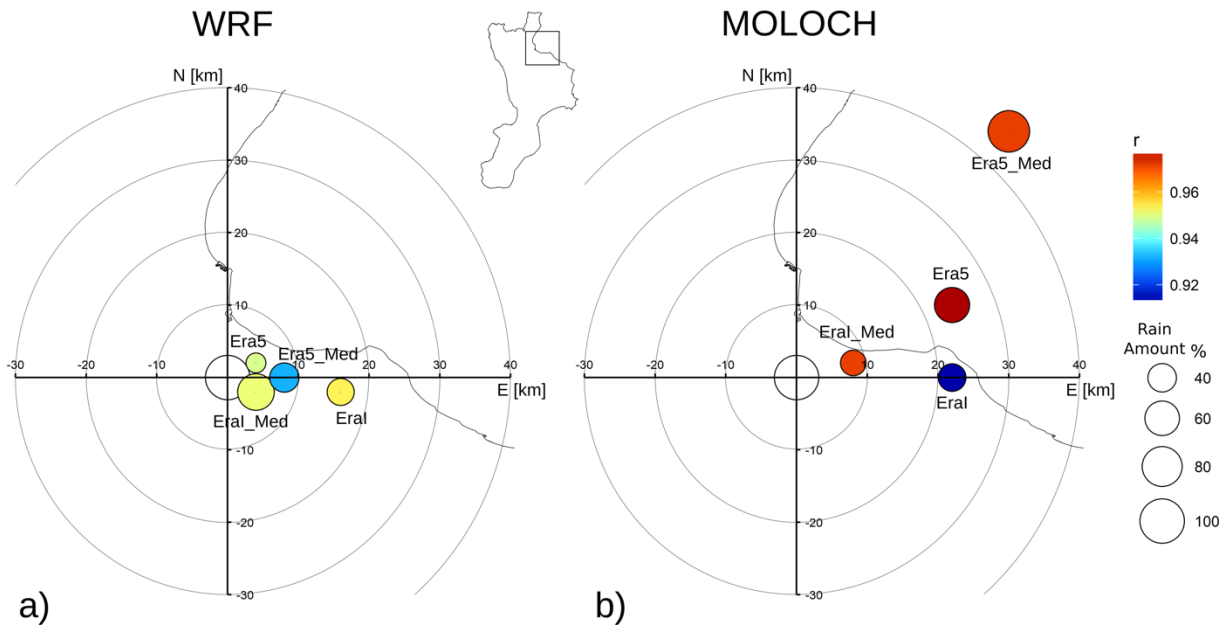 WRF
MOLOCH
N [km]
40
30
20
10
-10
-20
-30
-30
-20
-10
10
20
30
40
E [km]
Era5
Era5_Med
EraI_Med
EraI
a)
N [km]
40
30
20
10
-10
-20
-30
-30
-20
-10
10
20
30
40
E [km]
Era5_Med
Era5
EraI_Med
EraI
b)
r
0.96
0.94
0.92
Rain
Amount %
40
60
80
100